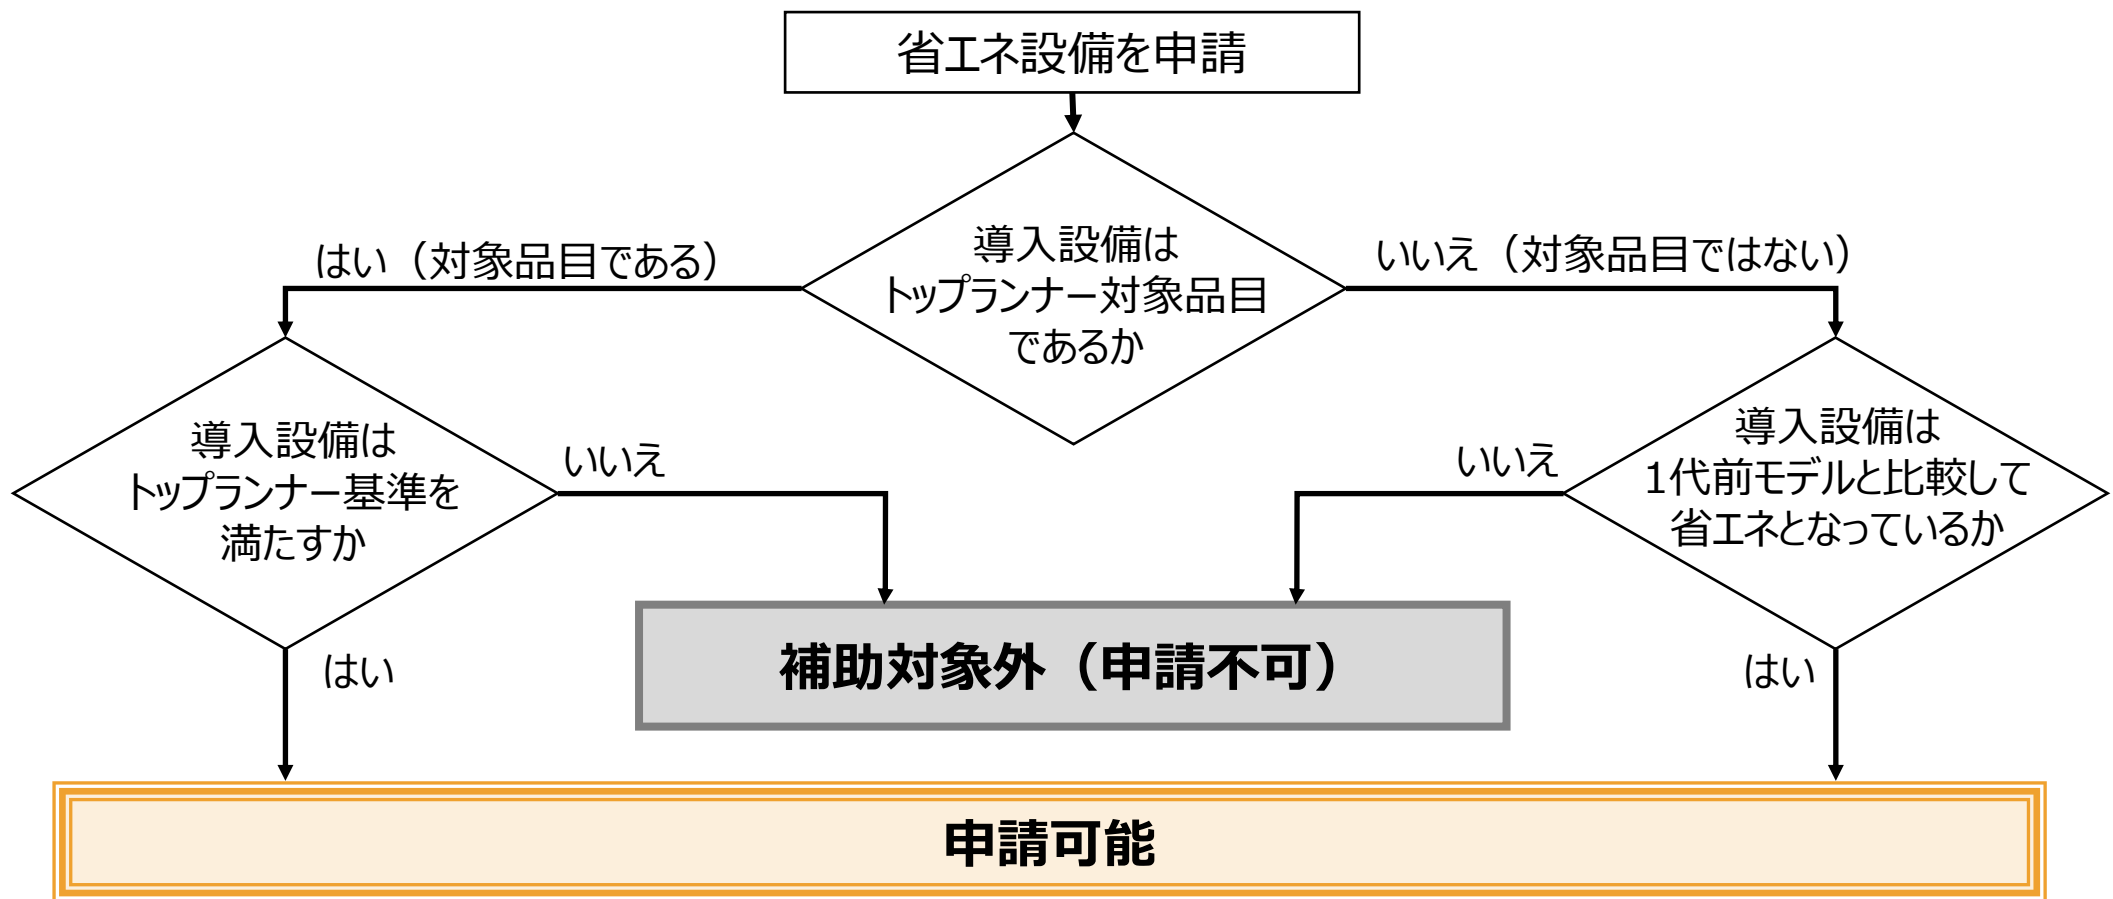 省エネ設備を申請
導入設備は
トップランナー対象品目
であるか
はい（対象品目である）
いいえ（対象品目ではない）
導入設備は
トップランナー基準を
満たすか
いいえ
いいえ
導入設備は
1代前モデルと比較して
省エネとなっているか
補助対象外（申請不可）
はい
はい
申請可能